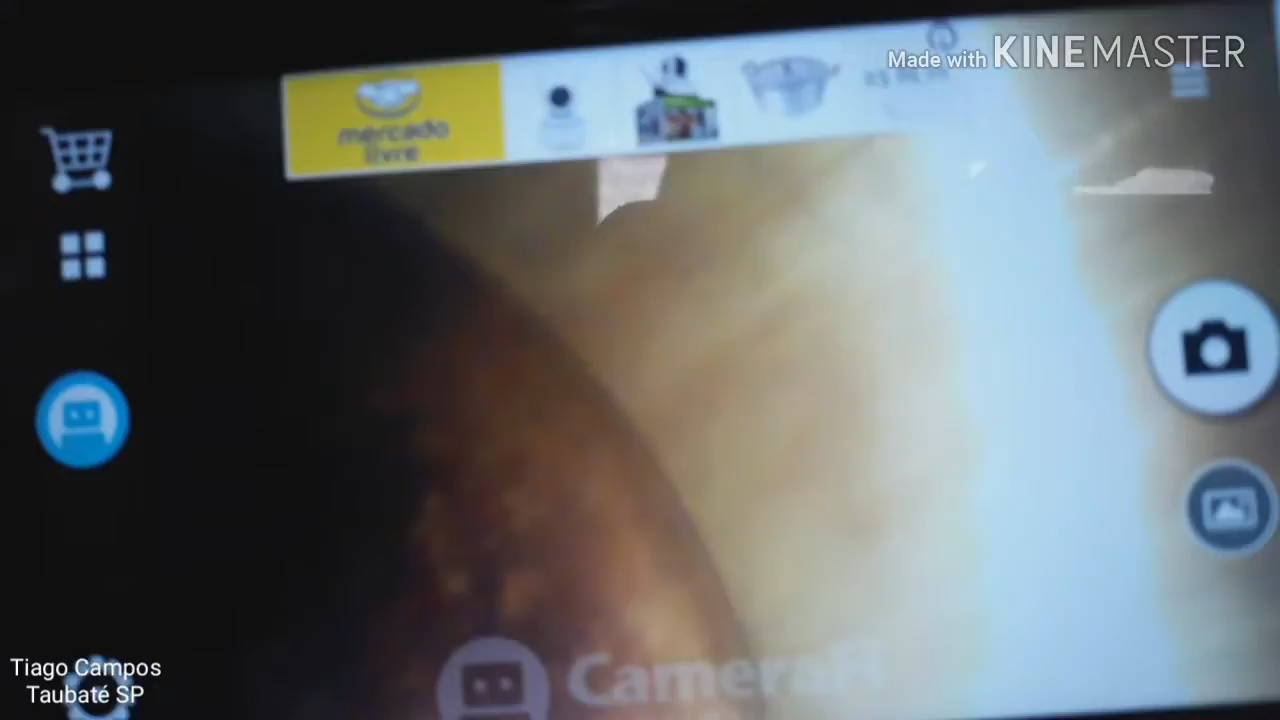 Made with KINEMASTER
mercado
livre
CameraFi
Tiago Campos
Taubaté SP